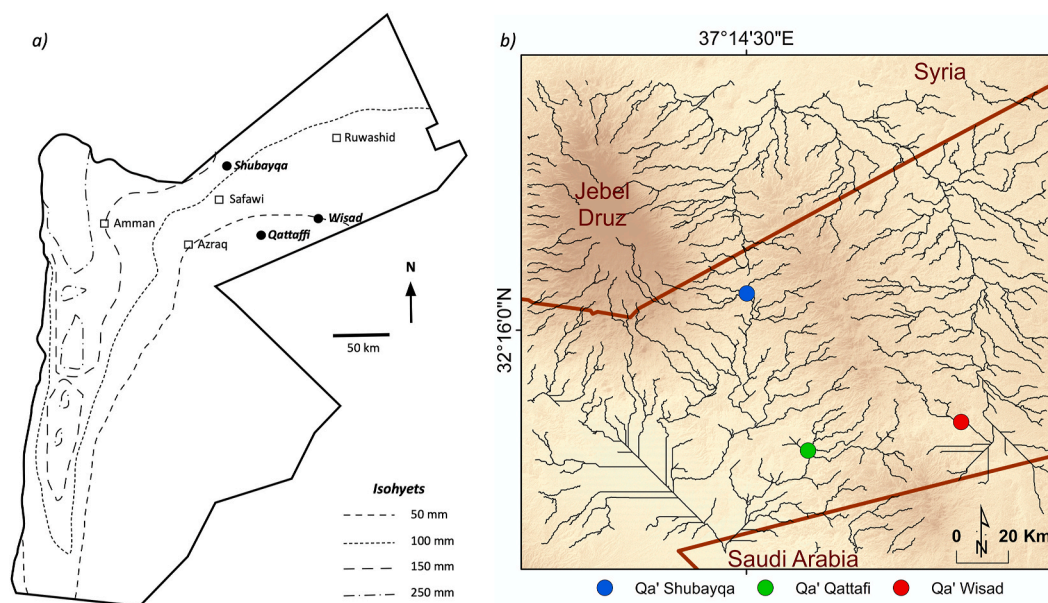 a)
Ruwashid
Shubayqa
Safawi
Amman
Wisad
Qattaffi
Azraq
N
50 km
Isohyets
50 mm
100 mm
150 mm
250 mm
b)
37°14'30"E
Syria
Jebel
Druz
32°16'0"N
N
0 20 Km
Saudi Arabia
Qa' Shubayqa Qa' Qattafi Qa' Wisad